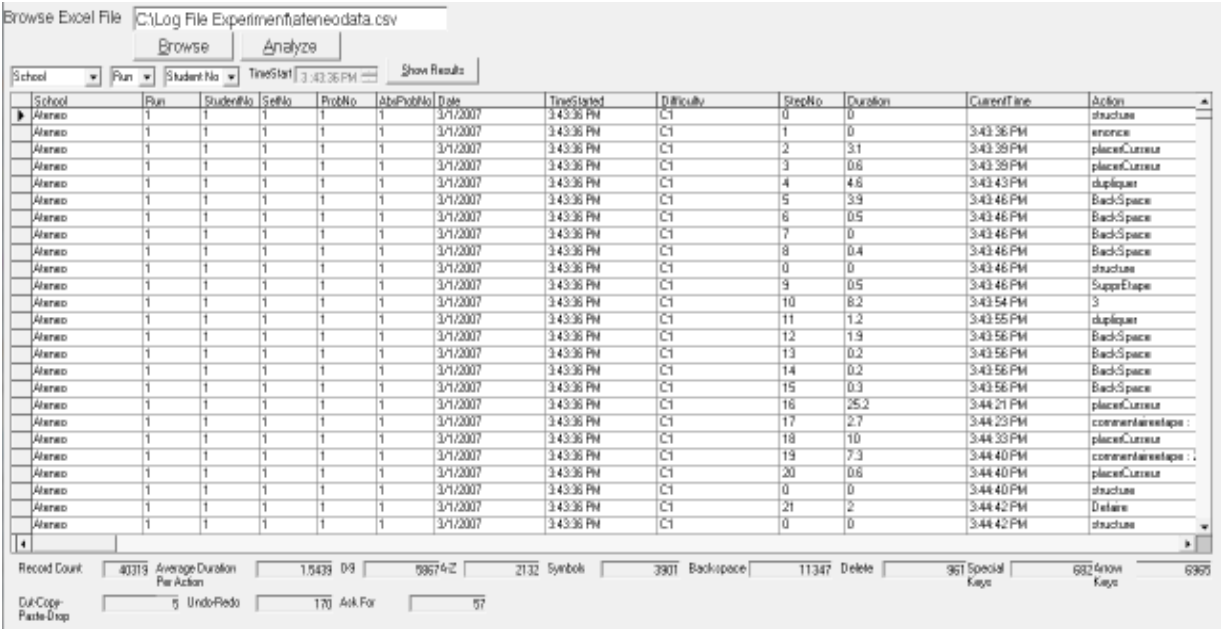 Browse Excel File C:\Log File Experiment\ateneodata.csv
Browse Analyze
School Run Student No TimeStart 3:43:36 PM Show Results
School Run StudentNo SetNo ProbNo AbsProbNo Date TimeStarted Difficulty StepNo Duration CurrentTime Action
Ateneo 1 1 1 1 1 3/1/2007 3:43:36 PM C1 0 0 structure
Ateneo 1 1 1 1 1 3/1/2007 3:43:36 PM C1 1 0 3:43:36 PM enonce
Ateneo 1 1 1 1 1 3/1/2007 3:43:36 PM C1 2 3.1 3:43:39 PM placerCurseur
Ateneo 1 1 1 1 1 3/1/2007 3:43:36 PM C1 3 0.6 3:43:39 PM placerCurseur
Ateneo 1 1 1 1 1 3/1/2007 3:43:36 PM C1 4 4.6 3:43:43 PM dupliquer
Ateneo 1 1 1 1 1 3/1/2007 3:43:36 PM C1 5 3.9 3:43:46 PM BackSpace
Ateneo 1 1 1 1 1 3/1/2007 3:43:36 PM C1 6 0.5 3:43:46 PM BackSpace
Ateneo 1 1 1 1 1 3/1/2007 3:43:36 PM C1 7 0 3:43:46 PM BackSpace
Ateneo 1 1 1 1 1 3/1/2007 3:43:36 PM C1 8 0.4 3:43:46 PM BackSpace
Ateneo 1 1 1 1 1 3/1/2007 3:43:36 PM C1 0 0 3:43:46 PM structure
Ateneo 1 1 1 1 1 3/1/2007 3:43:36 PM C1 9 0.5 3:43:46 PM SupprEtape
Ateneo 1 1 1 1 1 3/1/2007 3:43:36 PM C1 10 8.2 3:43:54 PM 3
Ateneo 1 1 1 1 1 3/1/2007 3:43:36 PM C1 11 1.2 3:43:55 PM dupliquer
Ateneo 1 1 1 1 1 3/1/2007 3:43:36 PM C1 12 1.9 3:43:56 PM BackSpace
Ateneo 1 1 1 1 1 3/1/2007 3:43:36 PM C1 13 0.2 3:43:56 PM BackSpace
Ateneo 1 1 1 1 1 3/1/2007 3:43:36 PM C1 14 0.2 3:43:56 PM BackSpace
Ateneo 1 1 1 1 1 3/1/2007 3:43:36 PM C1 15 0.3 3:43:56 PM BackSpace
Ateneo 1 1 1 1 1 3/1/2007 3:43:36 PM C1 16 25.2 3:44:21 PM placerCurseur
Ateneo 1 1 1 1 1 3/1/2007 3:43:36 PM C1 17 2.7 3:44:23 PM commentaireetape :
Ateneo 1 1 1 1 1 3/1/2007 3:43:36 PM C1 18 10 3:44:33 PM placerCurseur
Ateneo 1 1 1 1 1 3/1/2007 3:43:36 PM C1 19 7.3 3:44:40 PM commentaireetape :
Ateneo 1 1 1 1 1 3/1/2007 3:43:36 PM C1 20 0.6 3:44:40 PM placerCurseur
Ateneo 1 1 1 1 1 3/1/2007 3:43:36 PM C1 0 0 3:44:40 PM structure
Ateneo 1 1 1 1 1 3/1/2007 3:43:36 PM C1 21 2 3:44:42 PM Defaire
Ateneo 1 1 1 1 1 3/1/2007 3:43:36 PM C1 0 0 3:44:42 PM structure
Record Count 40319 Average Duration 1.5439 0-9 5867 A-Z 2132 Symbols 3901 Backspace 11347 Delete 961 Special 682 Arrow 6965
Per Action Keys Keys
Cut-Copy- 5 Undo-Redo 170 Ask For 57
Paste-Drop